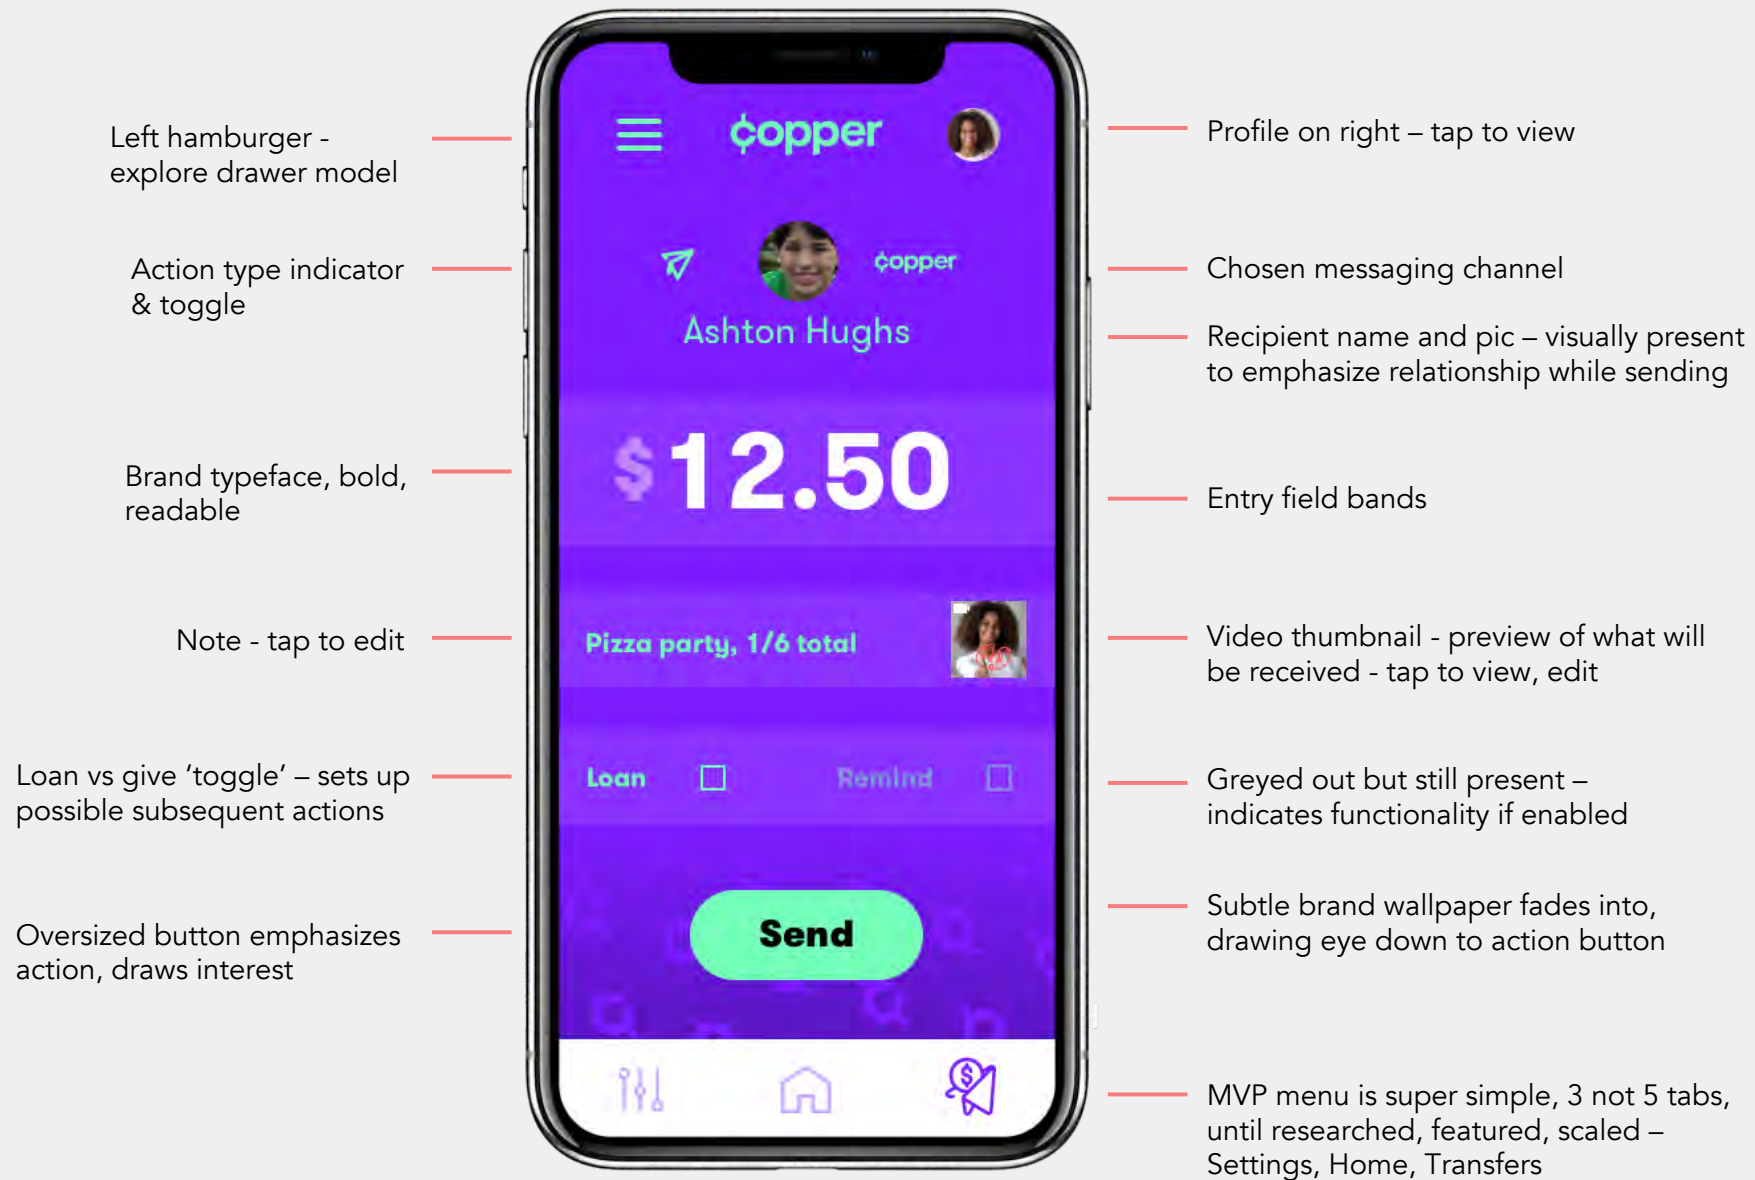 Left hamburger -
explore drawer model
Action type indicator
& toggle
Brand typeface, bold,
readable
Note - tap to edit
Loan vs give ‘toggle’ – sets up
possible subsequent actions
Oversized button emphasizes
action, draws interest
¢opper
¢opper
Ashton Hughs
$12.50
Pizza party, 1/6 total
Loan
Remind
Send
$
Profile on right – tap to view
Chosen messaging channel
Recipient name and pic – visually present
to emphasize relationship while sending
Entry field bands
Video thumbnail - preview of what will
be received - tap to view, edit
Greyed out but still present –
indicates functionality if enabled
Subtle brand wallpaper fades into,
drawing eye down to action button
MVP menu is super simple, 3 not 5 tabs,
until researched, featured, scaled –
Settings, Home, Transfers